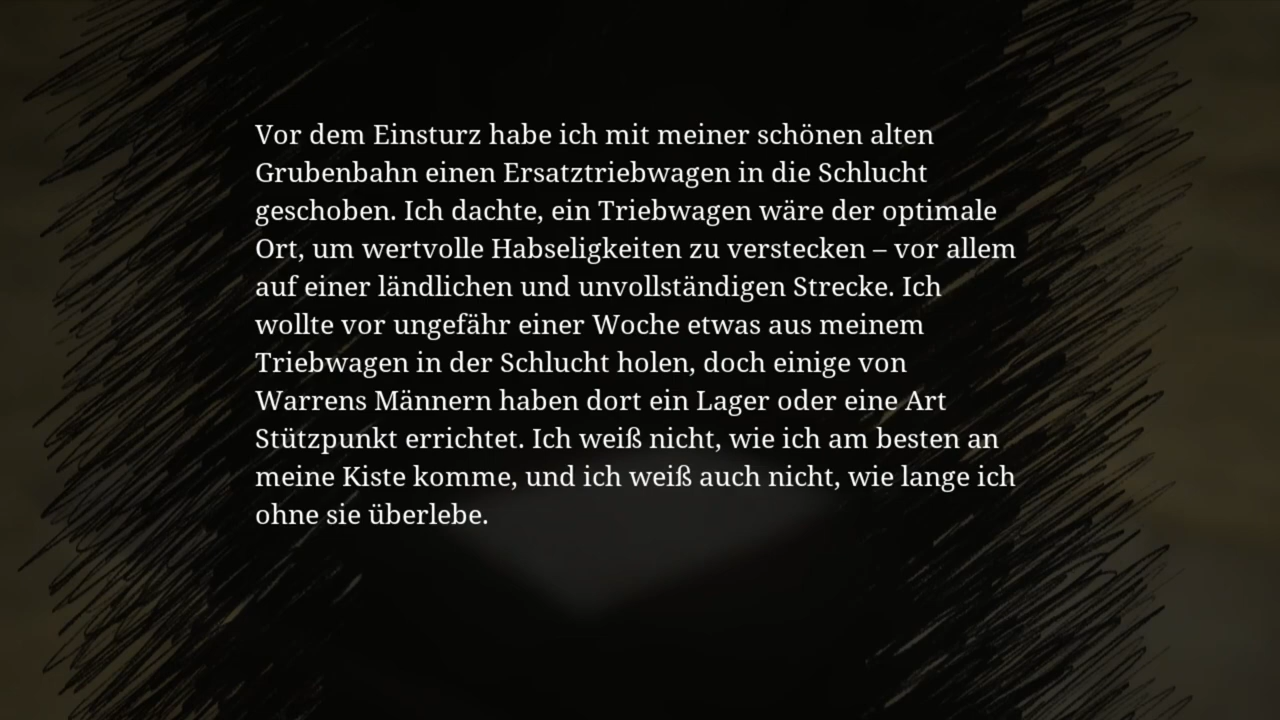 Vor dem Einsturz habe ich mit meiner schönen alten
Grubenbahn einen Ersatztriebwagen in die Schlucht
geschoben. Ich dachte, ein Triebwagen wäre der optimale
Ort, um wertvolle Habseligkeiten zu verstecken – vor allem
auf einer ländlichen und unvollständigen Strecke. Ich
wollte vor ungefähr einer Woche etwas aus meinem
Triebwagen in der Schlucht holen, doch einige von
Warrens Männern haben dort ein Lager oder eine Art
Stützpunkt errichtet. Ich weiß nicht, wie ich am besten an
meine Kiste komme, und ich weiß auch nicht, wie lange ich
ohne sie überlebe.